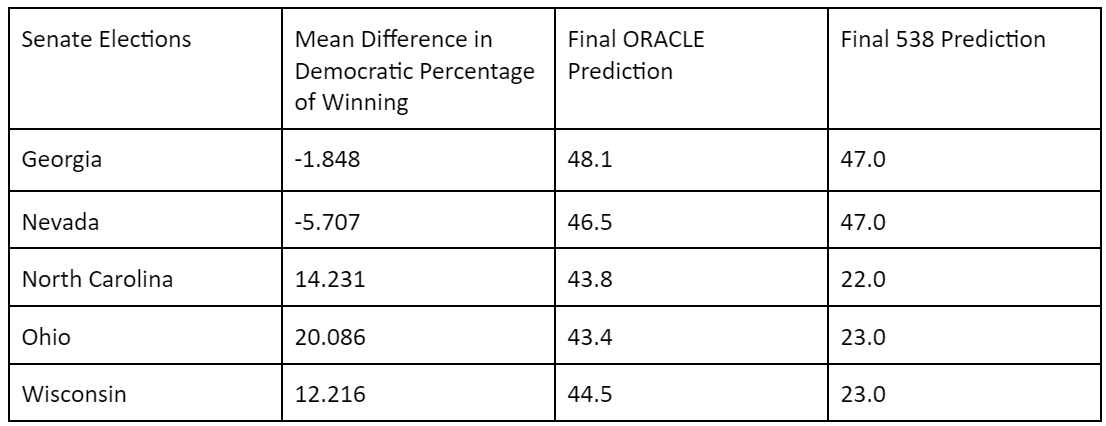 Senate Elections
Mean Difference in
Democratic Percentage
of Winning
Final ORACLE
Prediction
Final 538 Prediction
Georgia
-1.848
48.1
47.0
Nevada
-5.707
46.5
47.0
North Carolina
14.231
43.8
22.0
Ohio
20.086
43.4
23.0
Wisconsin
12.216
44.5
23.0